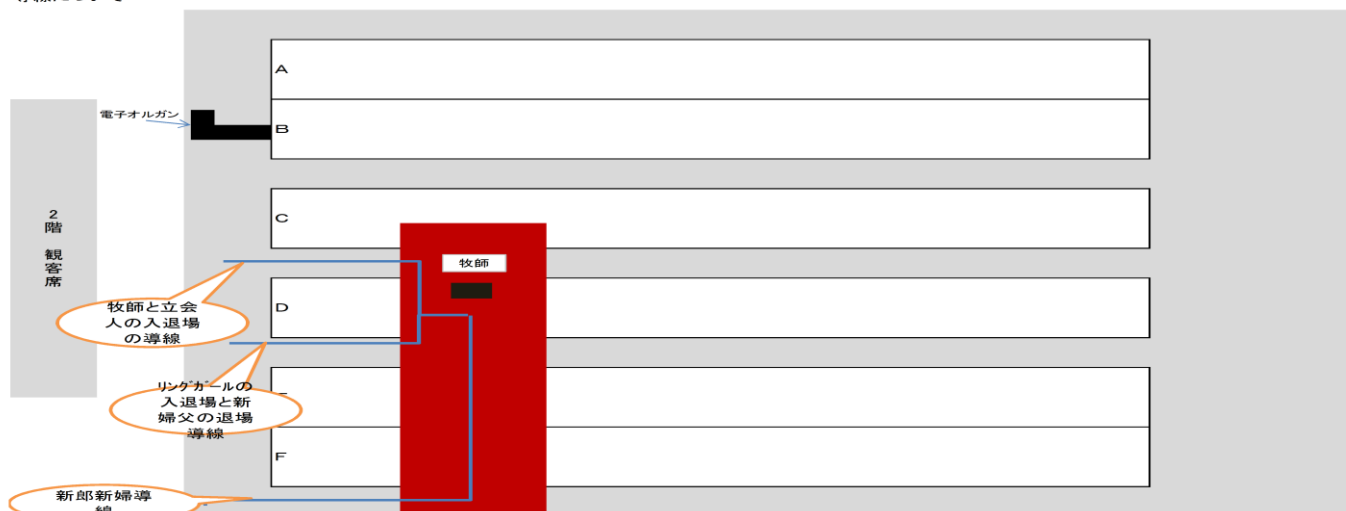 電子オルガン
A
B
2階 観客席
C
牧師
D
牧師と立会
人の入退場
の導線
リングガールの
入退場と新
婦父の退場
導線
F
新郎新婦導